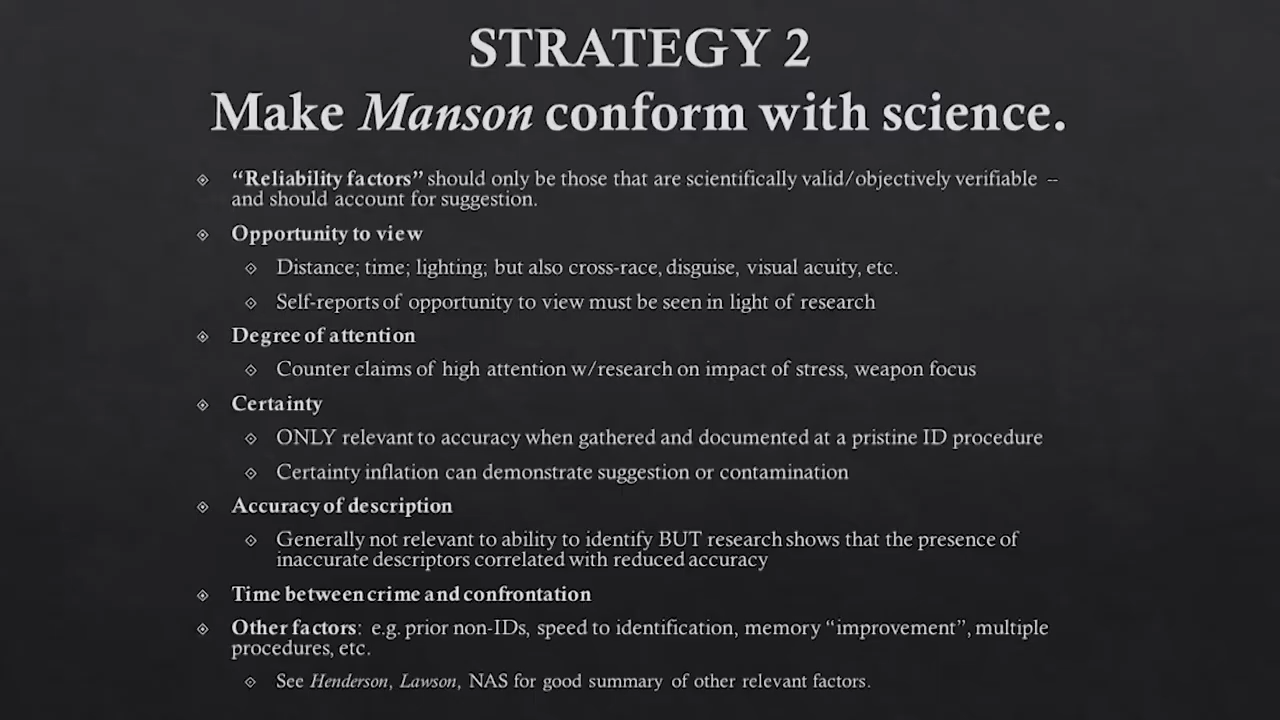 STRATEGY 2
Make Manson conform with science.
“Reliability factors” should only be those that are scientifically valid/objectively verifiable --
and should account for suggestion.
Opportunity to view
Distance; time; lighting; but also cross-race, disguise, visual acuity, etc.
Self-reports of opportunity to view must be seen in light of research
Degree of attention
Counter claims of high attention w/research on impact of stress, weapon focus
Certainty
ONLY relevant to accuracy when gathered and documented at a pristine ID procedure
Certainty inflation can demonstrate suggestion or contamination
Accuracy of description
Generally not relevant to ability to identify BUT research shows that the presence of
inaccurate descriptors correlated with reduced accuracy
Time between crime and confrontation
Other factors: e.g. prior non-IDs, speed to identification, memory “improvement”, multiple
procedures, etc.
See Henderson, Lawson, NAS for good summary of other relevant factors.